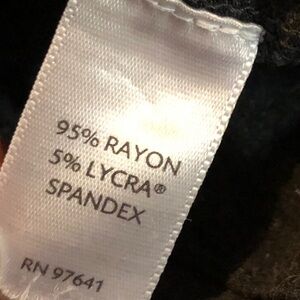 95% RAYON
5% LYCRA®
SPANDEX
RN 97641